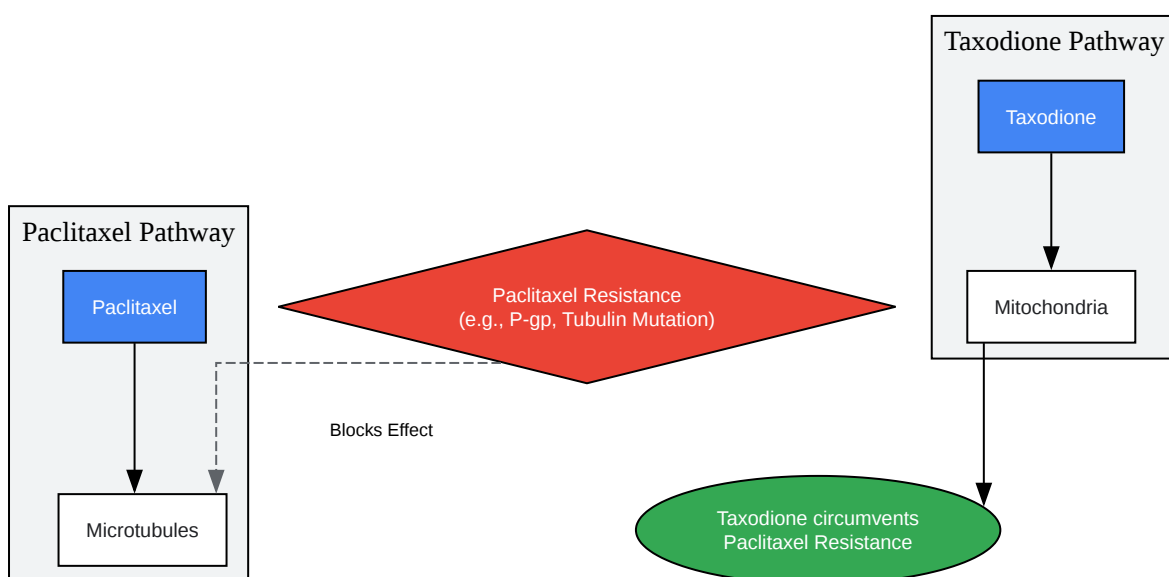 Taxodione Pathway
Taxodione
Mitochondria
Paclitaxel Pathway
Paclitaxel
Microtubules
Paclitaxel Resistance
(e.g., P-gp, Tubulin Mutation)
Blocks Effect
Taxodione circumvents
Paclitaxel Resistance